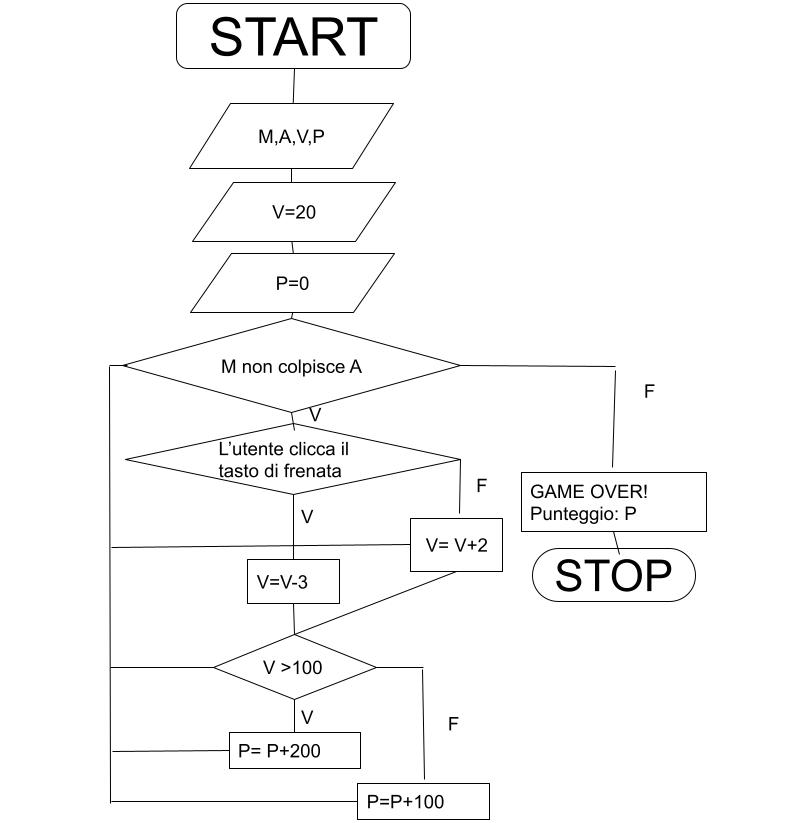 START
M,A,V,P
V=20
P=0
M non colpisce A
F
V
L'utente clicca il
tasto di frenata
F
GAME OVER!
Punteggio: P
V
V= V+2
STOP
V=V-3
V >100
V
F
P= P+200
P=P+100